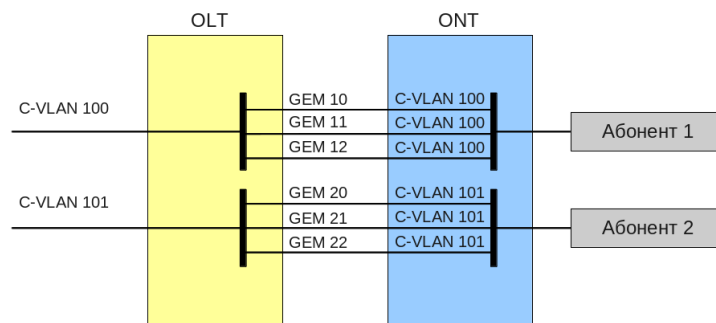 OLT
ONT
C-VLAN 100
GEM 10
C-VLAN 100
GEM 11
C-VLAN 100
GEM 12
C-VLAN 100
Абонент 1
C-VLAN 101
GEM 20
C-VLAN 101
GEM 21
C-VLAN 101
GEM 22
C-VLAN 101
Абонент 2